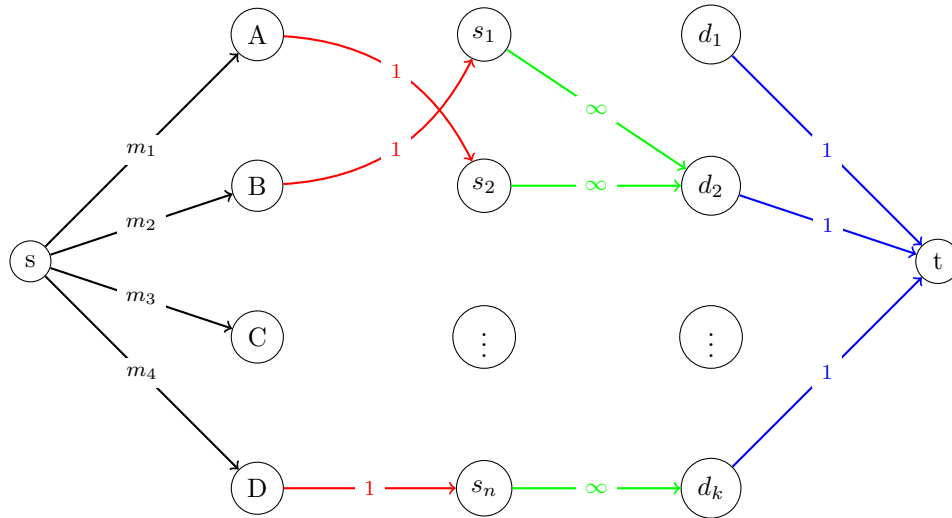 A s₁ d₁
1
∞
m₁ 1 1
B s₂ ∞ d₂
m₂ 1
s t
m₃
C ⋮ ⋮
m₄ 1
D 1 sₙ ∞ dₖ